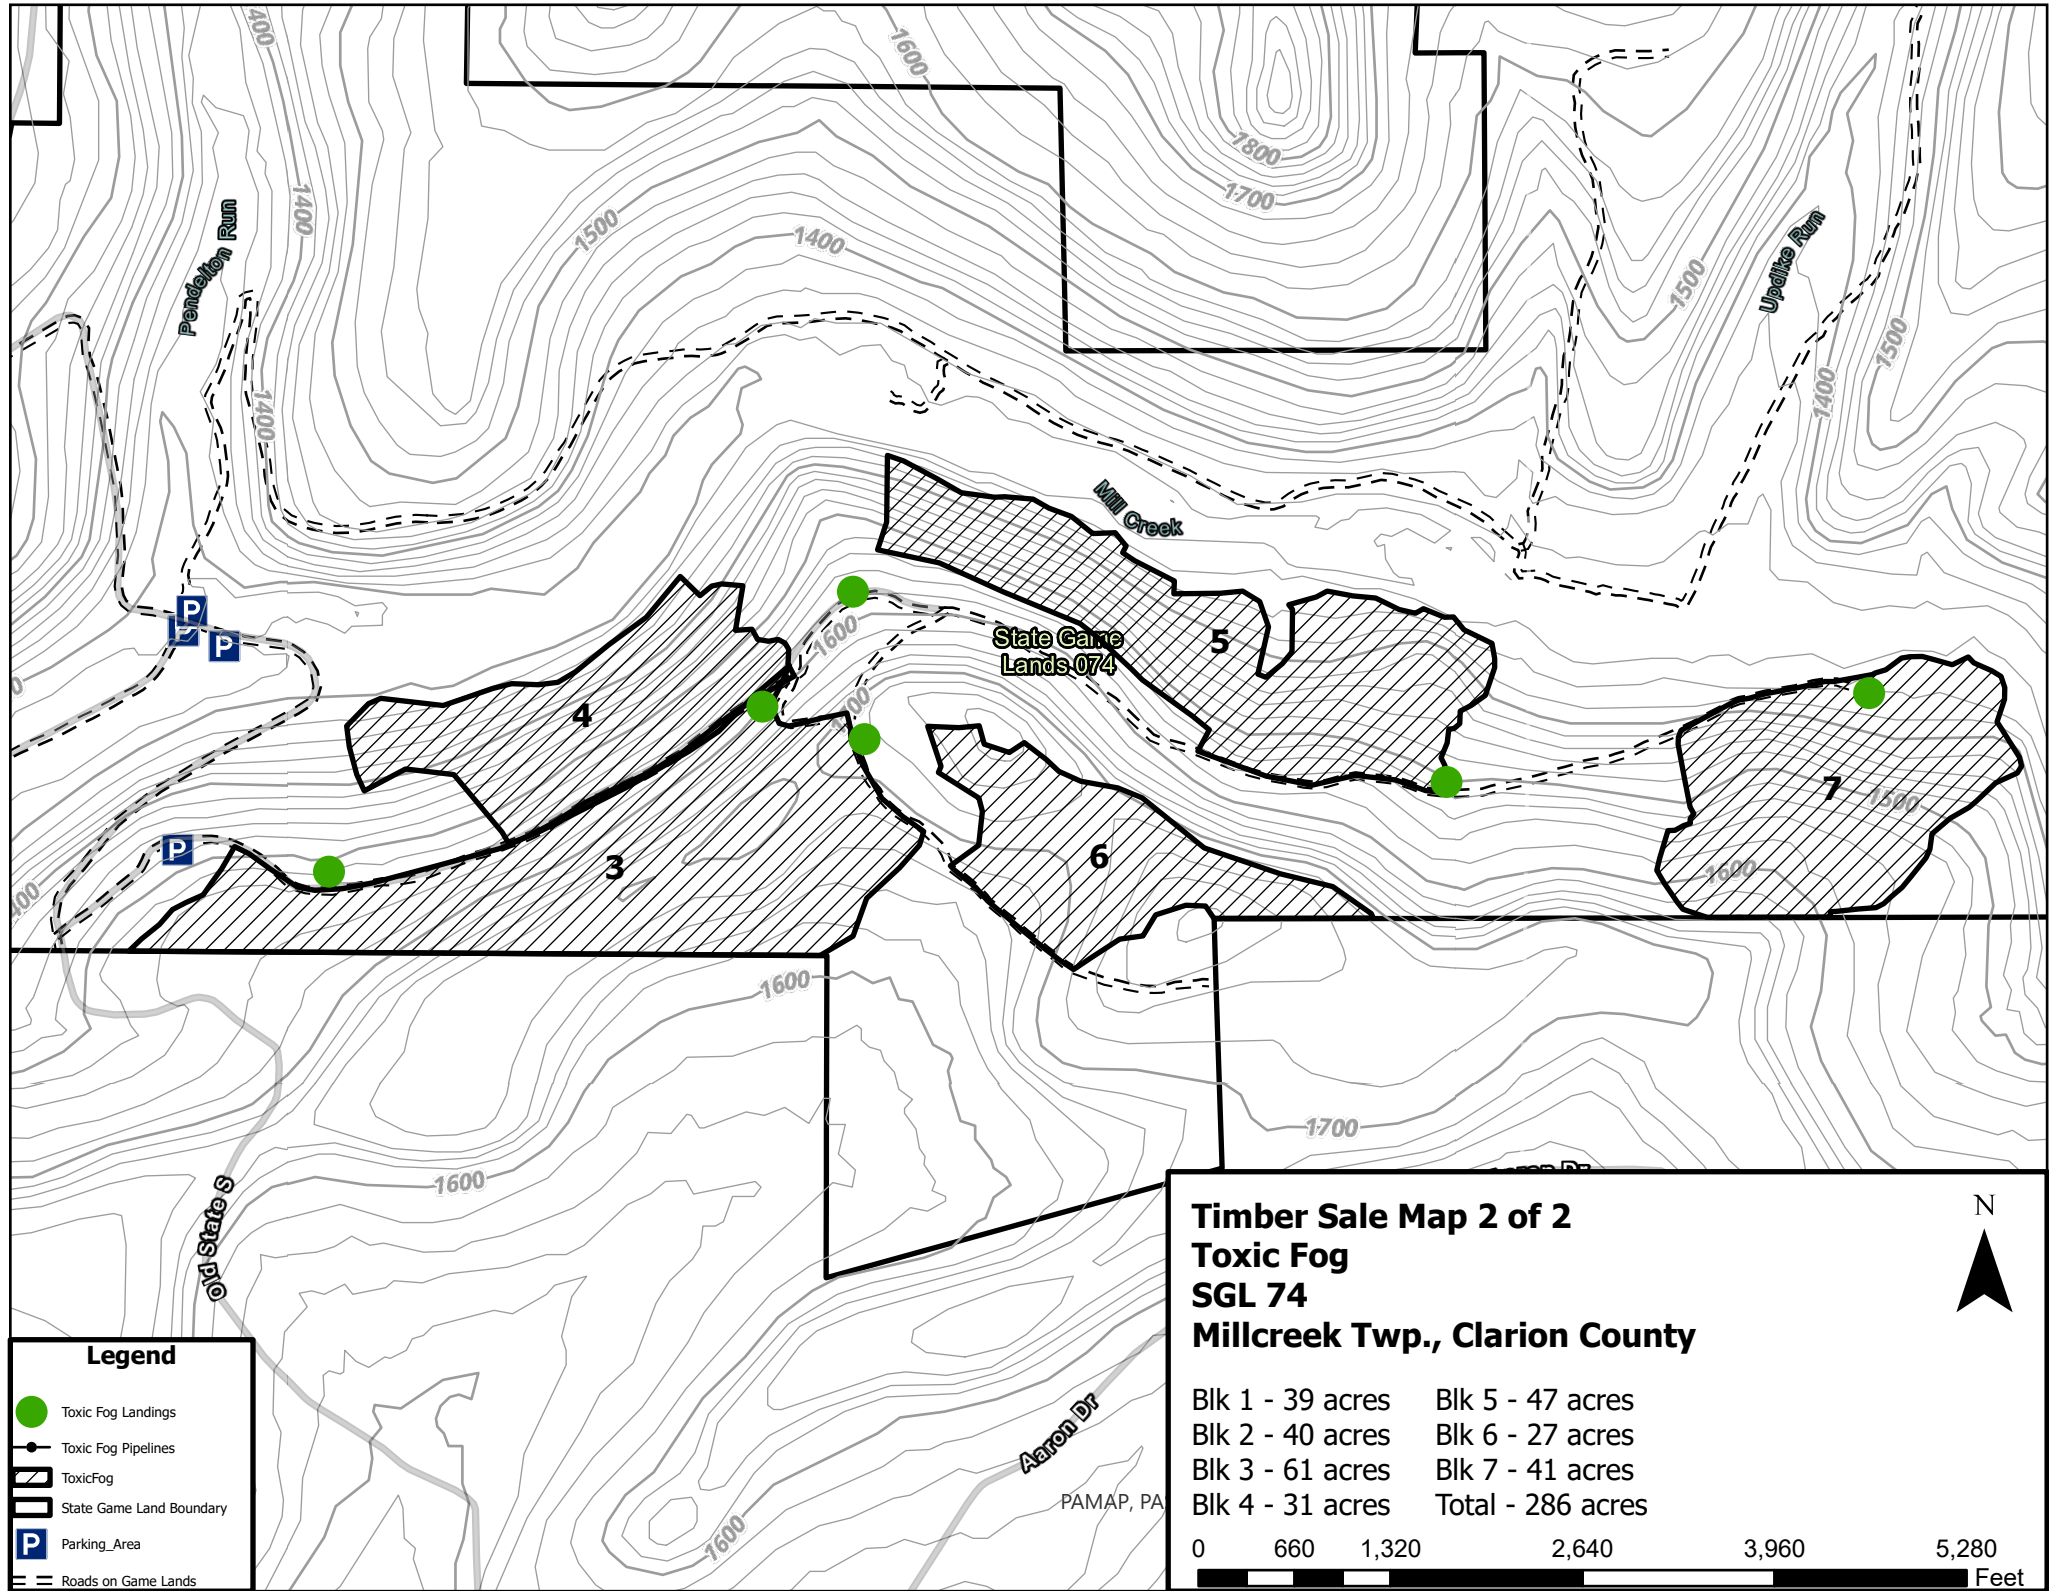 400
1600
1800
1700
1400
1500
1400
Pendelton Run
Updike Run
1500
1500
1400
1400
Mill Creek
P
P
P
State Game
Lands 074
1600
5
4
7
1500
3
6
1600
P
400
1600
1700
1600
Old State S
Aaron Dr
1600
PAMAP, PA
Legend
Toxic Fog Landings
Toxic Fog Pipelines
ToxicFog
State Game Land Boundary
P
Parking_Area
Roads on Game Lands
Timber Sale Map 2 of 2
Toxic Fog
SGL 74
Millcreek Twp., Clarion County
N
Blk 1 - 39 acres Blk 5 - 47 acres
Blk 2 - 40 acres Blk 6 - 27 acres
Blk 3 - 61 acres Blk 7 - 41 acres
Blk 4 - 31 acres Total - 286 acres
0 660 1,320 2,640 3,960 5,280
Feet